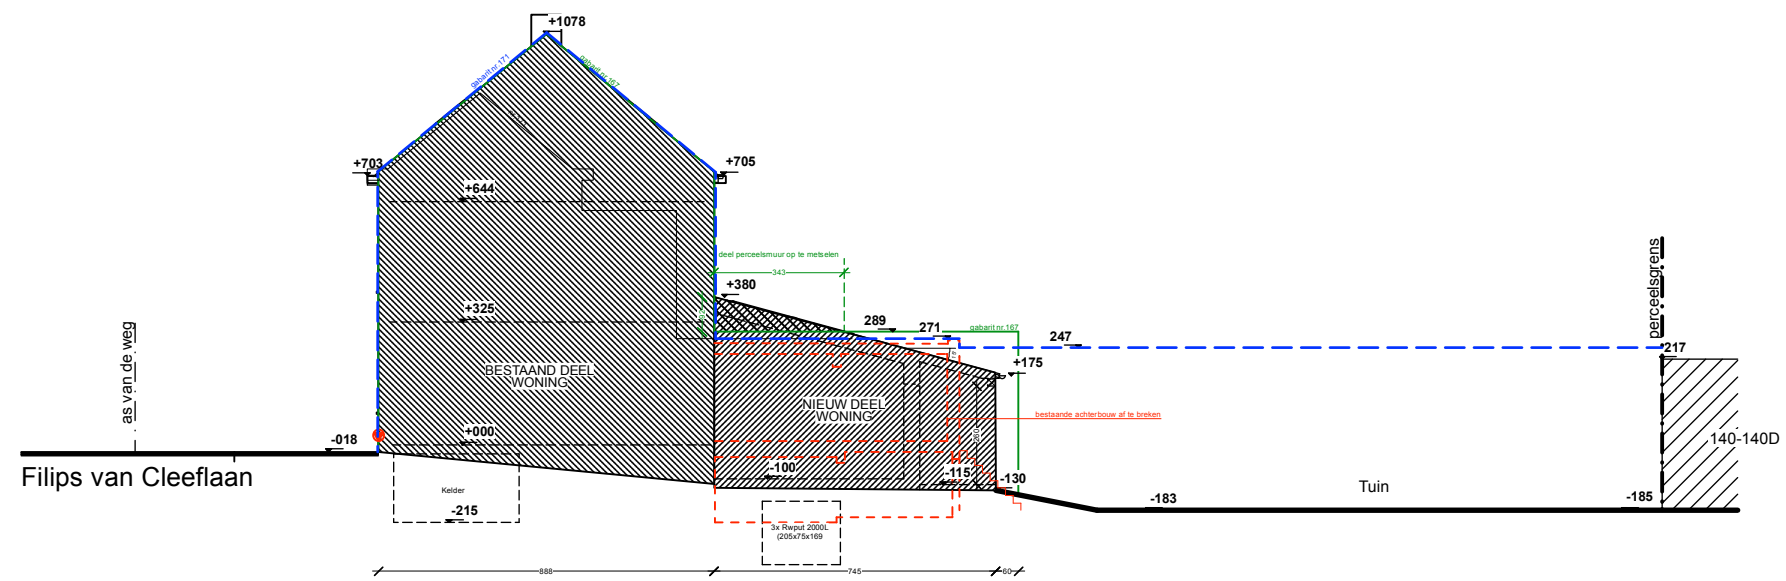 +1078
gabarit nr.171
gabarit nr.167
+703
+705
+644
deel perceelsmuur op te metselen
343
+380
+325
289
271
gabarit nr.167
247
217
+175
as van de weg
perceelsgrens
BESTAAND DEEL
WONING
NIEUW DEEL
WONING
bestaande achterbouw af te breken
260
+000
-018
140-140D
Filips van Cleeflaan
-100
-115
-130
Kelder
Tuin
-183
-185
-215
3x Rwput 2000L
(205x75x169
888
745
60